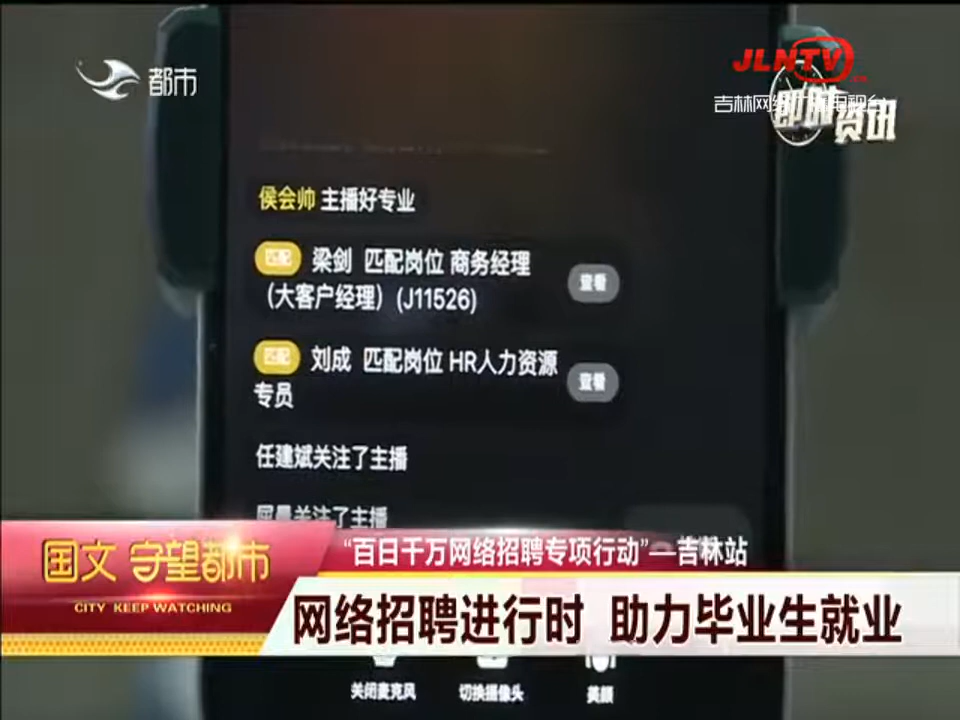 都市
JLNTV
吉林网络广播电视台
即时资讯
侯会帅 主播好专业
匹配 梁剑 匹配岗位 商务经理
（大客户经理）(J11526)
查看
匹配 刘成 匹配岗位 HR人力资源
专员
查看
任建斌关注了主播
关注了主播
国文 守望都市
CITY KEEP WATCHING
“百日千万网络招聘专项行动”—吉林站
网络招聘进行时 助力毕业生就业
关闭麦克风 切换摄像头 美颜